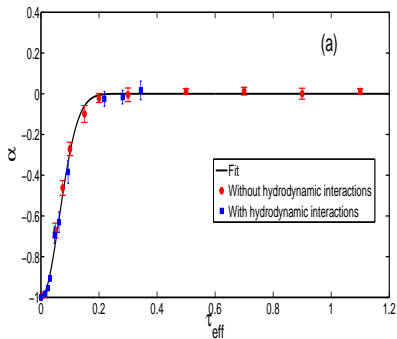 0.4
(a)
0.2
0
-0.2
α
-0.4
Fit
Without hydrodynamic interactions
-0.6
With hydrodynamic interactions
-0.8
-1
0
0.2
0.4
0.6
0.8
1
1.2
τeff